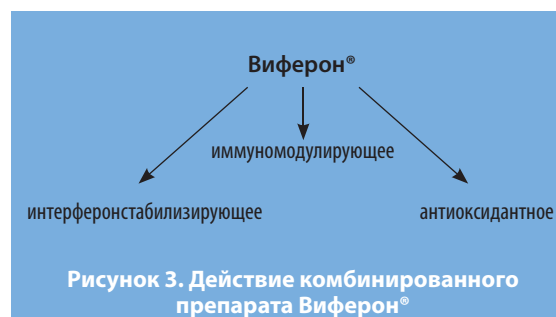 Виферон®
иммуномодулирующее
интерферонстабилизирующее
антиоксидантное
Рисунок 3. Действие комбинированного
препарата Виферон®